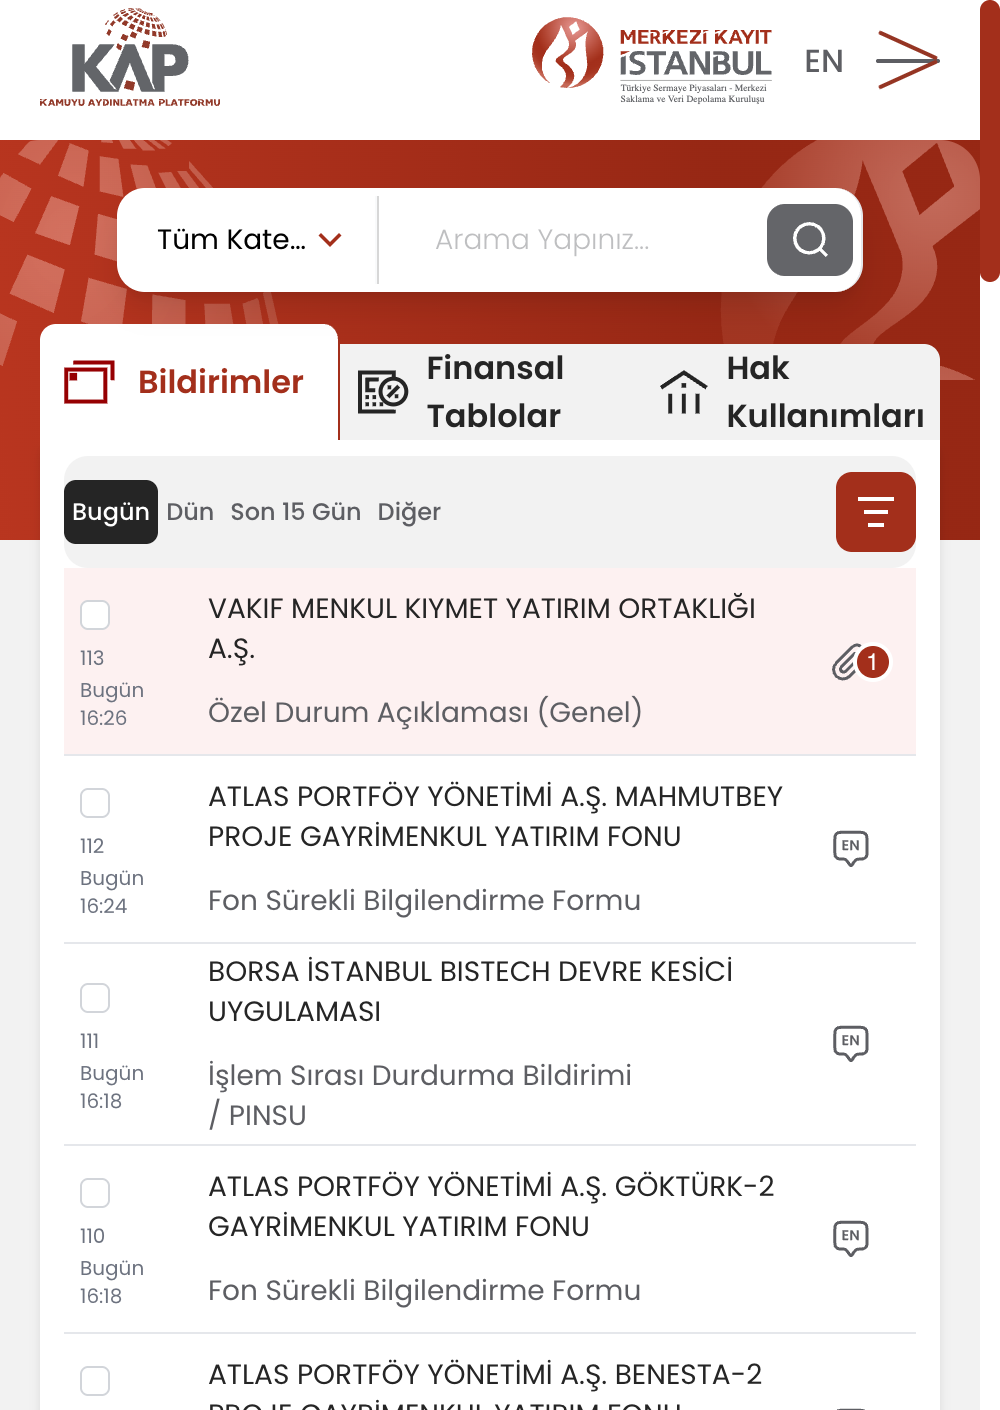 KAP
KAMUYU AYDINLATMA PLATFORMU
MERKEZİ KAYIT
İSTANBUL
Türkiye Sermaye Piyasaları - Merkezi
Saklama ve Veri Depolama Kuruluşu
EN
Tüm Kate...
Arama Yapınız...
Bildirimler
Finansal
Tablolar
Hak
Kullanımları
Bugün Dün Son 15 Gün Diğer
VAKIF MENKUL KIYMET YATIRIM ORTAKLIĞI
A.Ş.
113
Bugün
16:26
Özel Durum Açıklaması (Genel)
1
ATLAS PORTFÖY YÖNETİMİ A.Ş. MAHMUTBEY
PROJE GAYRİMENKUL YATIRIM FONU
112
Bugün
16:24
Fon Sürekli Bilgilendirme Formu
EN
BORSA İSTANBUL BISTECH DEVRE KESİCİ
UYGULAMASI
111
Bugün
16:18
İşlem Sırası Durdurma Bildirimi
/ PINSU
EN
ATLAS PORTFÖY YÖNETİMİ A.Ş. GÖKTÜRK-2
GAYRİMENKUL YATIRIM FONU
110
Bugün
16:18
Fon Sürekli Bilgilendirme Formu
EN
ATLAS PORTFÖY YÖNETİMİ A.Ş. BENESTA-2
PROJE GAYRİMENKUL YATIRIM FONU